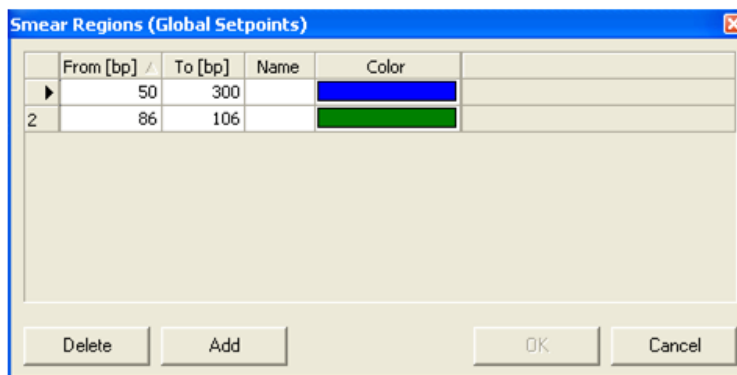 Smear Regions (Global Setpoints)
From [bp] To [bp] Name Color
50 300
2 86 106
Delete Add OK Cancel